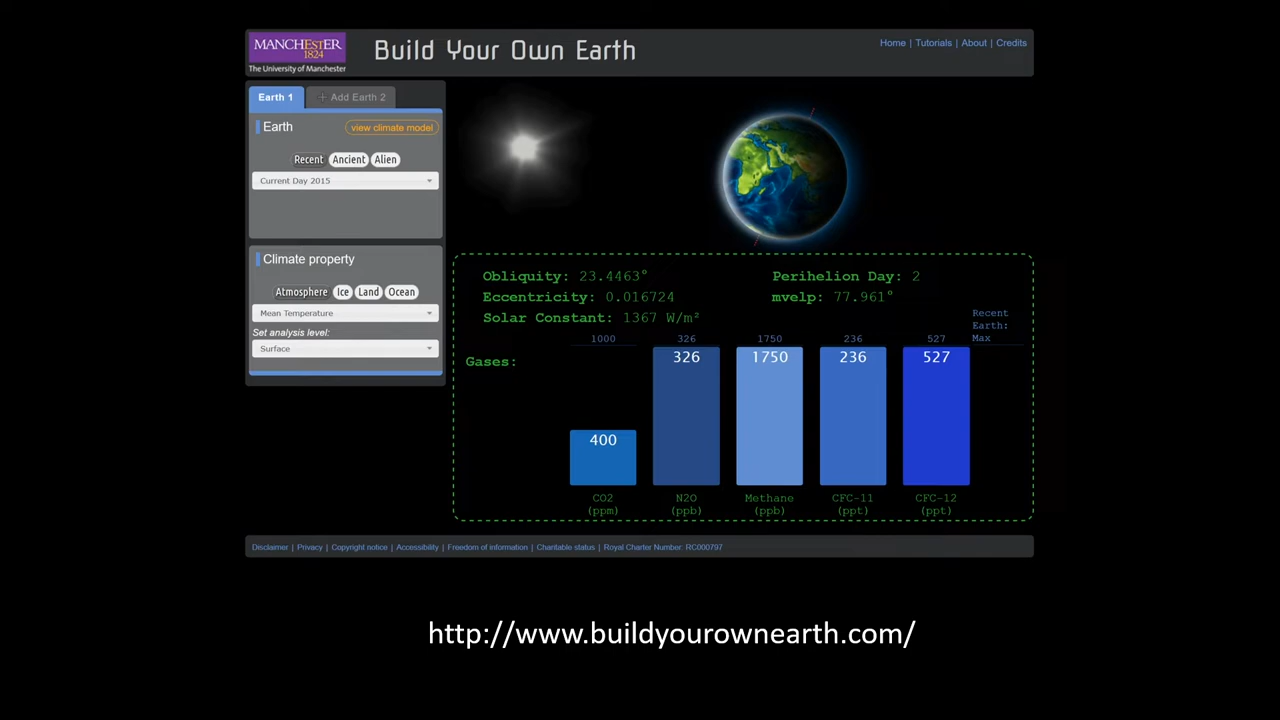 MANCHESTER
1824
The University of Manchester
Build Your Own Earth
Home | Tutorials | About | Credits
Earth 1
+ Add Earth 2
Earth
view climate model
Recent Ancient Alien
Current Day 2015
Climate property
Atmosphere Ice Land Ocean
Mean Temperature
Set analysis level:
Surface
Obliquity: 23.4463°
Perihelion Day: 2
Eccentricity: 0.016724
mvelp: 77.961°
Solar Constant: 1367 W/m²
Recent
Earth:
Max
1000 326 1750 236 527
Gases:
326 1750 236 527
400
CO2 N2O Methane CFC-11 CFC-12
(ppm) (ppb) (ppb) (ppt) (ppt)
Disclaimer | Privacy | Copyright notice | Accessibility | Freedom of information | Charitable status | Royal Charter Number: RC000797
http://www.buildyourownearth.com/